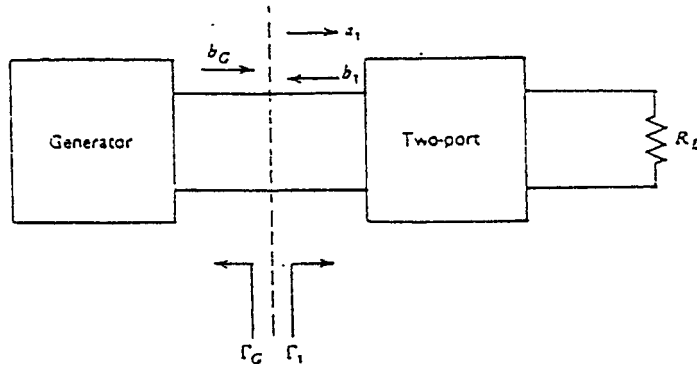 b_G
a_1
b_1
Generator
Two-port
R_L
Γ_G Γ_1